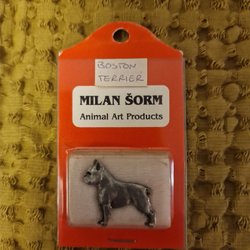 BOSTON
TERRIER
MILAN ŠORM
Animal Art Products